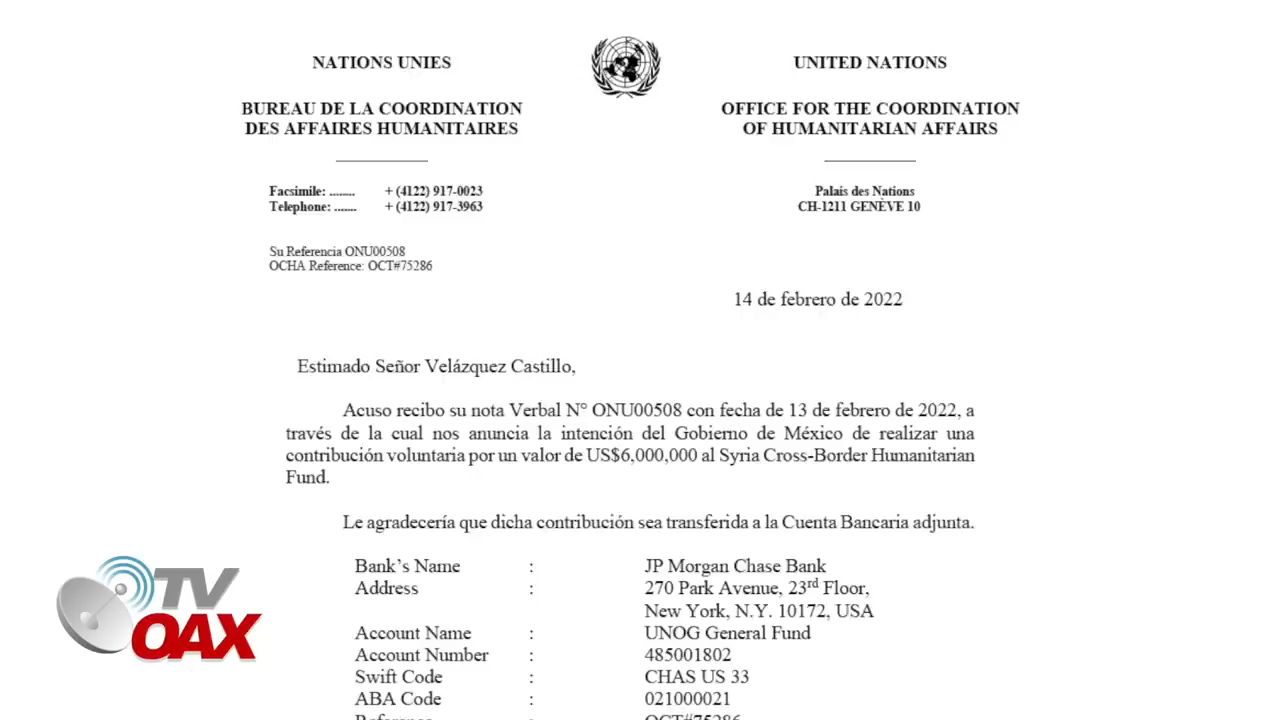 NATIONS UNIES
UNITED NATIONS
BUREAU DE LA COORDINATION
DES AFFAIRES HUMANITAIRES
OFFICE FOR THE COORDINATION
OF HUMANITARIAN AFFAIRS
Facsimile: ........ + (4122) 917-0023
Telephone: ....... + (4122) 917-3963
Palais des Nations
CH-1211 GENÈVE 10
Su Referencia ONU00508
OCHA Reference: OCT#75286
14 de febrero de 2022
Estimado Señor Velázquez Castillo,
Acuso recibo su nota Verbal N° ONU00508 con fecha de 13 de febrero de 2022, a
través de la cual nos anuncia la intención del Gobierno de México de realizar una
contribución voluntaria por un valor de US$6,000,000 al Syria Cross-Border Humanitarian
Fund.
Le agradecería que dicha contribución sea transferida a la Cuenta Bancaria adjunta.
Bank’s Name : JP Morgan Chase Bank
Address : 270 Park Avenue, 23rd Floor,
New York, N.Y. 10172, USA
Account Name : UNOG General Fund
Account Number : 485001802
Swift Code : CHAS US 33
ABA Code : 021000021
Reference : OCT#75286
TV
OAX